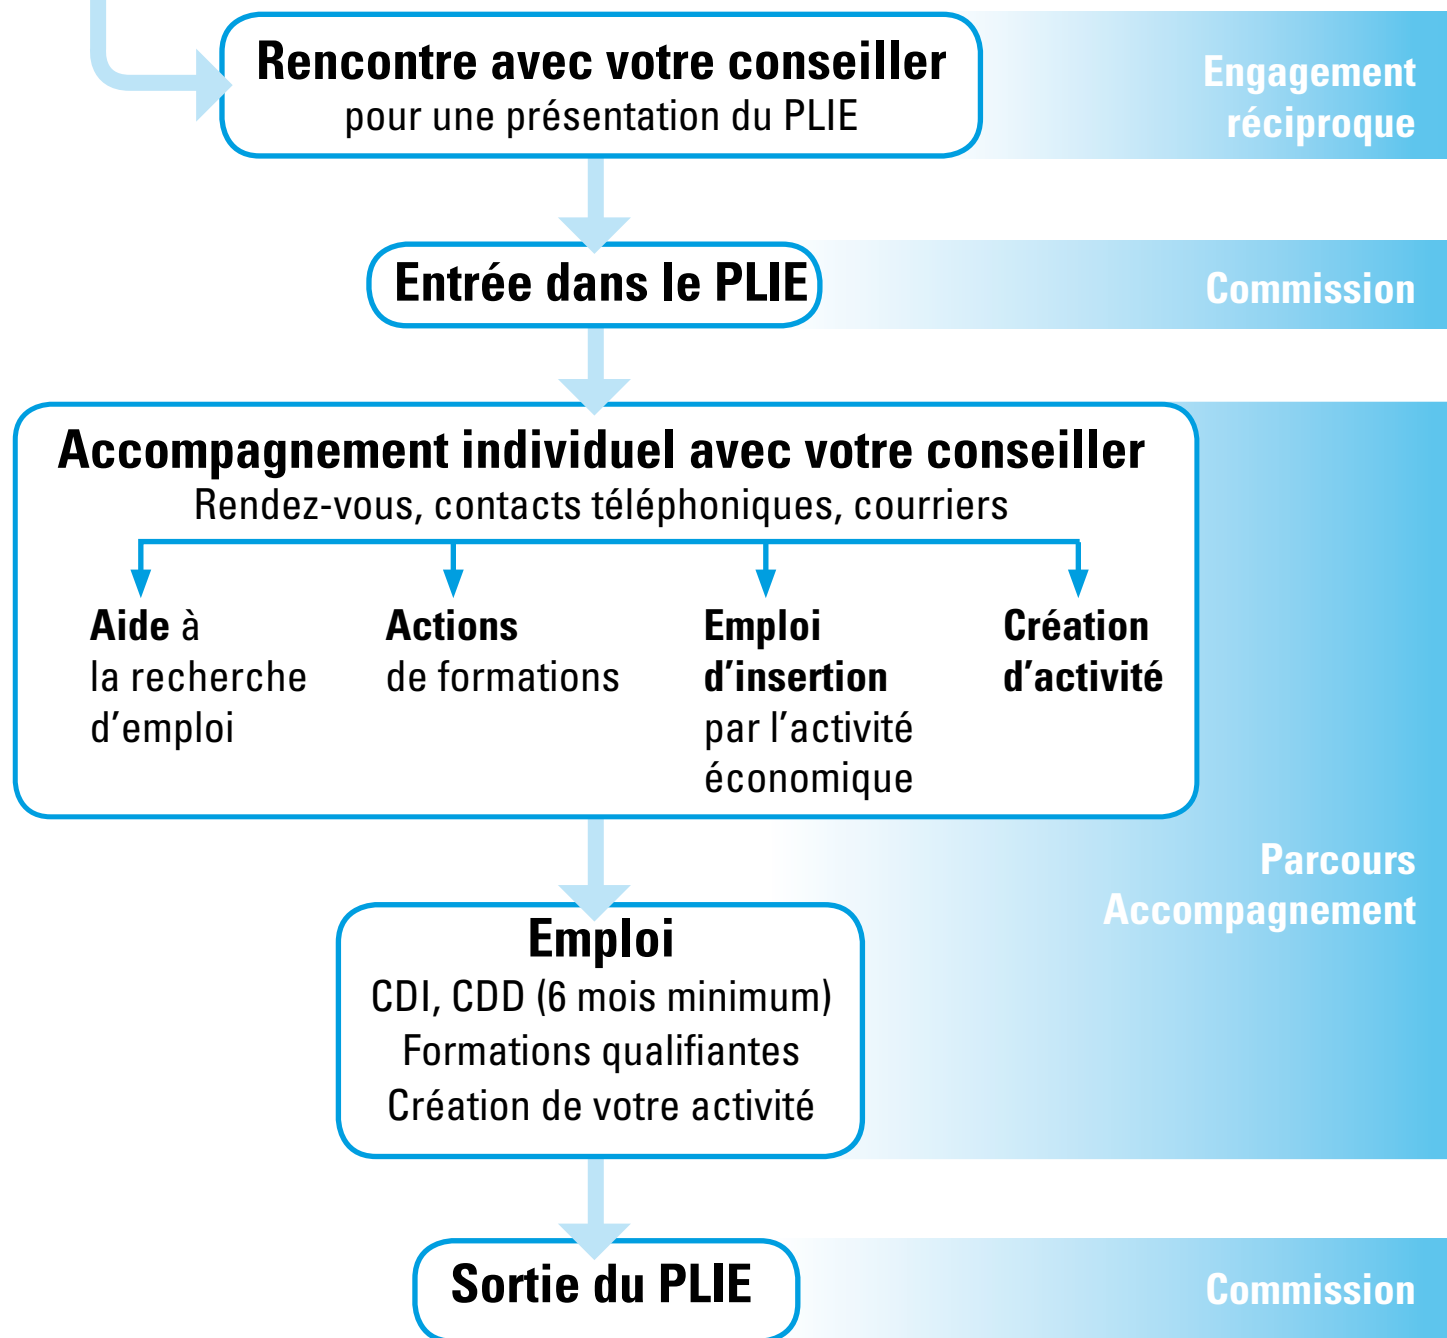 Rencontre avec votre conseiller
pour une présentation du PLIE
Engagement
réciproque
Entrée dans le PLIE
Commission
Accompagnement individuel avec votre conseiller
Rendez-vous, contacts téléphoniques, courriers
Aide à
la recherche
d’emploi
Actions
de formations
Emploi
d’insertion
par l’activité
économique
Création
d’activité
Parcours
Accompagnement
Emploi
CDI, CDD (6 mois minimum)
Formations qualifiantes
Création de votre activité
Sortie du PLIE
Commission